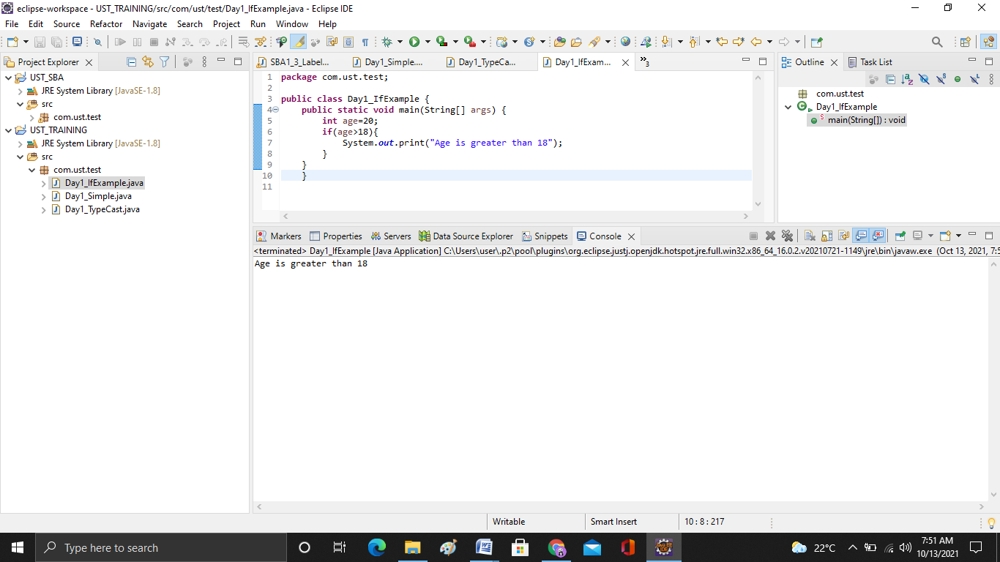 eclipse-workspace - UST_TRAINING/src/com/ust/test/Day1_IfExample.java - Eclipse IDE
File Edit Source Refactor Navigate Search Project Run Window Help
Project Explorer
UST_SBA
JRE System Library [JavaSE-1.8]
src
com.ust.test
UST_TRAINING
JRE System Library [JavaSE-1.8]
src
com.ust.test
Day1_IfExample.java
Day1_Simple.java
Day1_TypeCast.java
SBA1_3_Label... Day1_Simple.... Day1_TypeCa... Day1_IfExam... »3
1 package com.ust.test;
2
3 public class Day1_IfExample {
4 public static void main(String[] args) {
5 int age=20;
6 if(age>18){
7 System.out.print("Age is greater than 18");
8 }
9 }
10 }
11
Outline Task List
com.ust.test
Day1_IfExample
main(String[]) : void
Markers Properties Servers Data Source Explorer Snippets Console
<terminated> Day1_IfExample [Java Application] C:\Users\user\.p2\pool\plugins\org.eclipse.justj.openjdk.hotspot.jre.full.win32.x86_64_16.0.2.v20210721-1149\jre\bin\javaw.exe (Oct 13, 2021, 7:5
Age is greater than 18
Writable Smart Insert 10 : 8 : 217
Type here to search
22°C
7:51 AM
10/13/2021